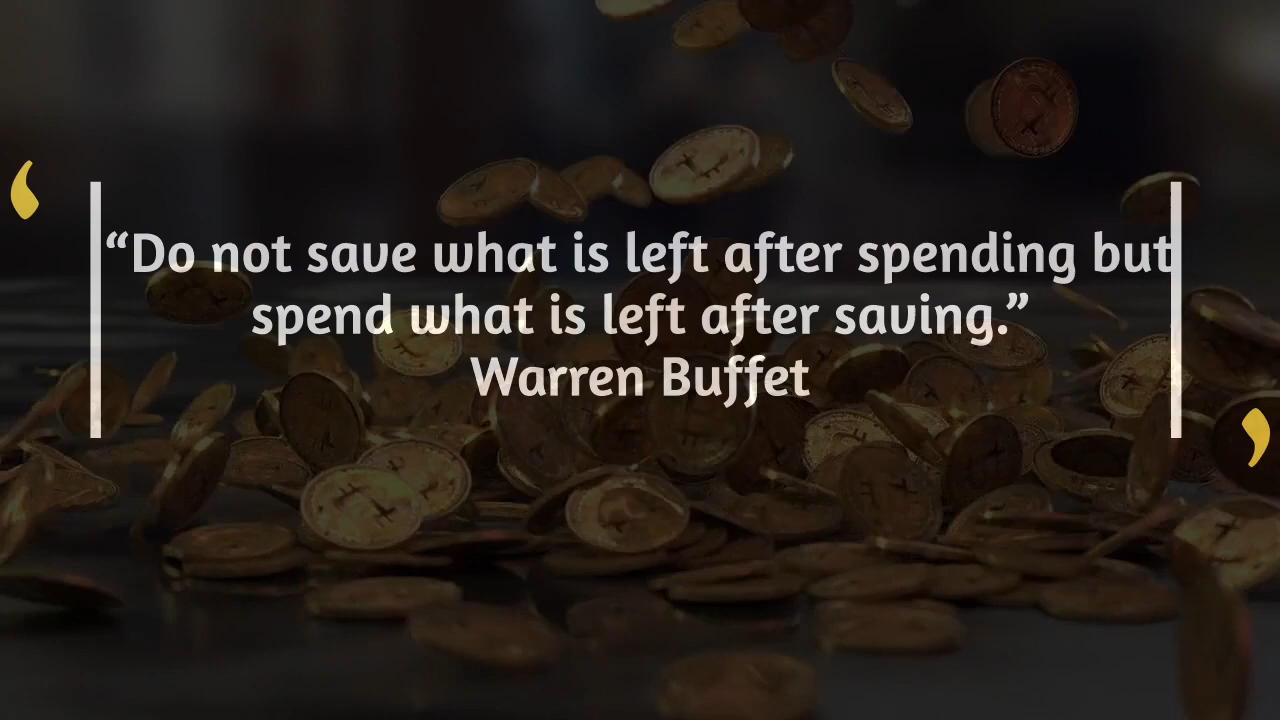 “Do not save what is left after spending but
spend what is left after saving.”
Warren Buffet